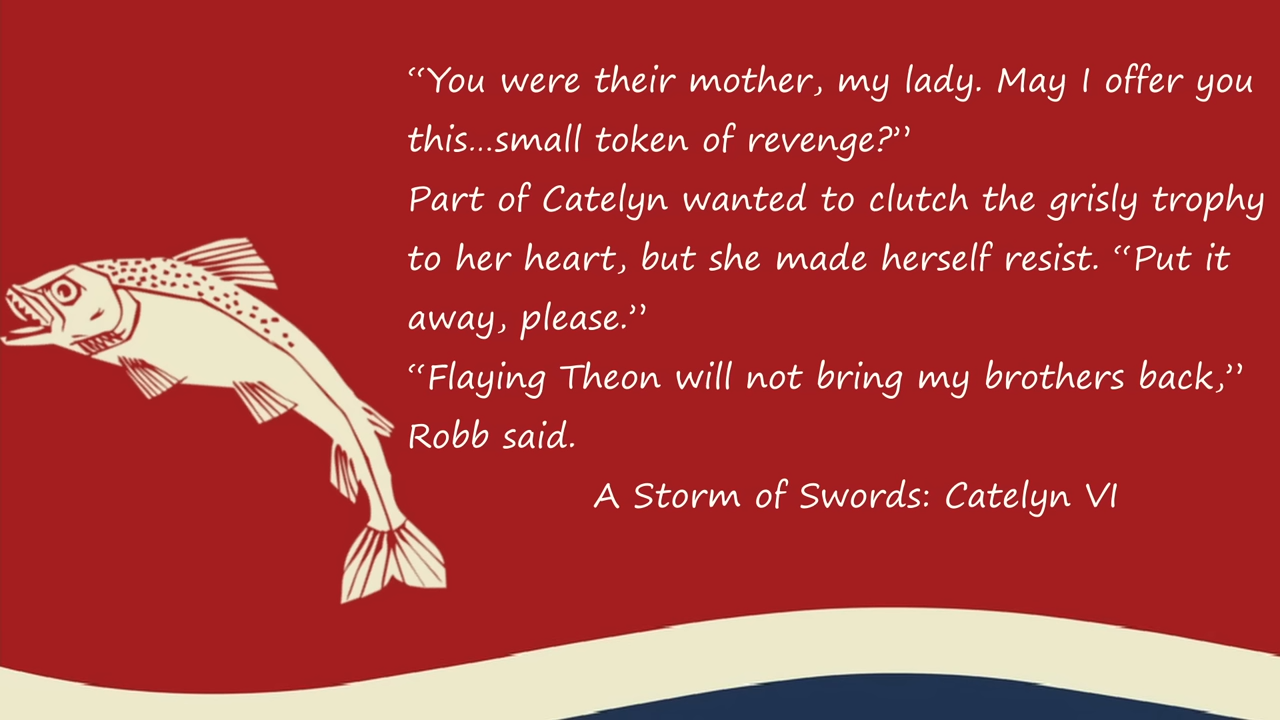 “You were their mother, my lady. May I offer you
this...small token of revenge?”
Part of Catelyn wanted to clutch the grisly trophy
to her heart, but she made herself resist. “Put it
away, please.”
“Flaying Theon will not bring my brothers back,”
Robb said.
A Storm of Swords: Catelyn VI